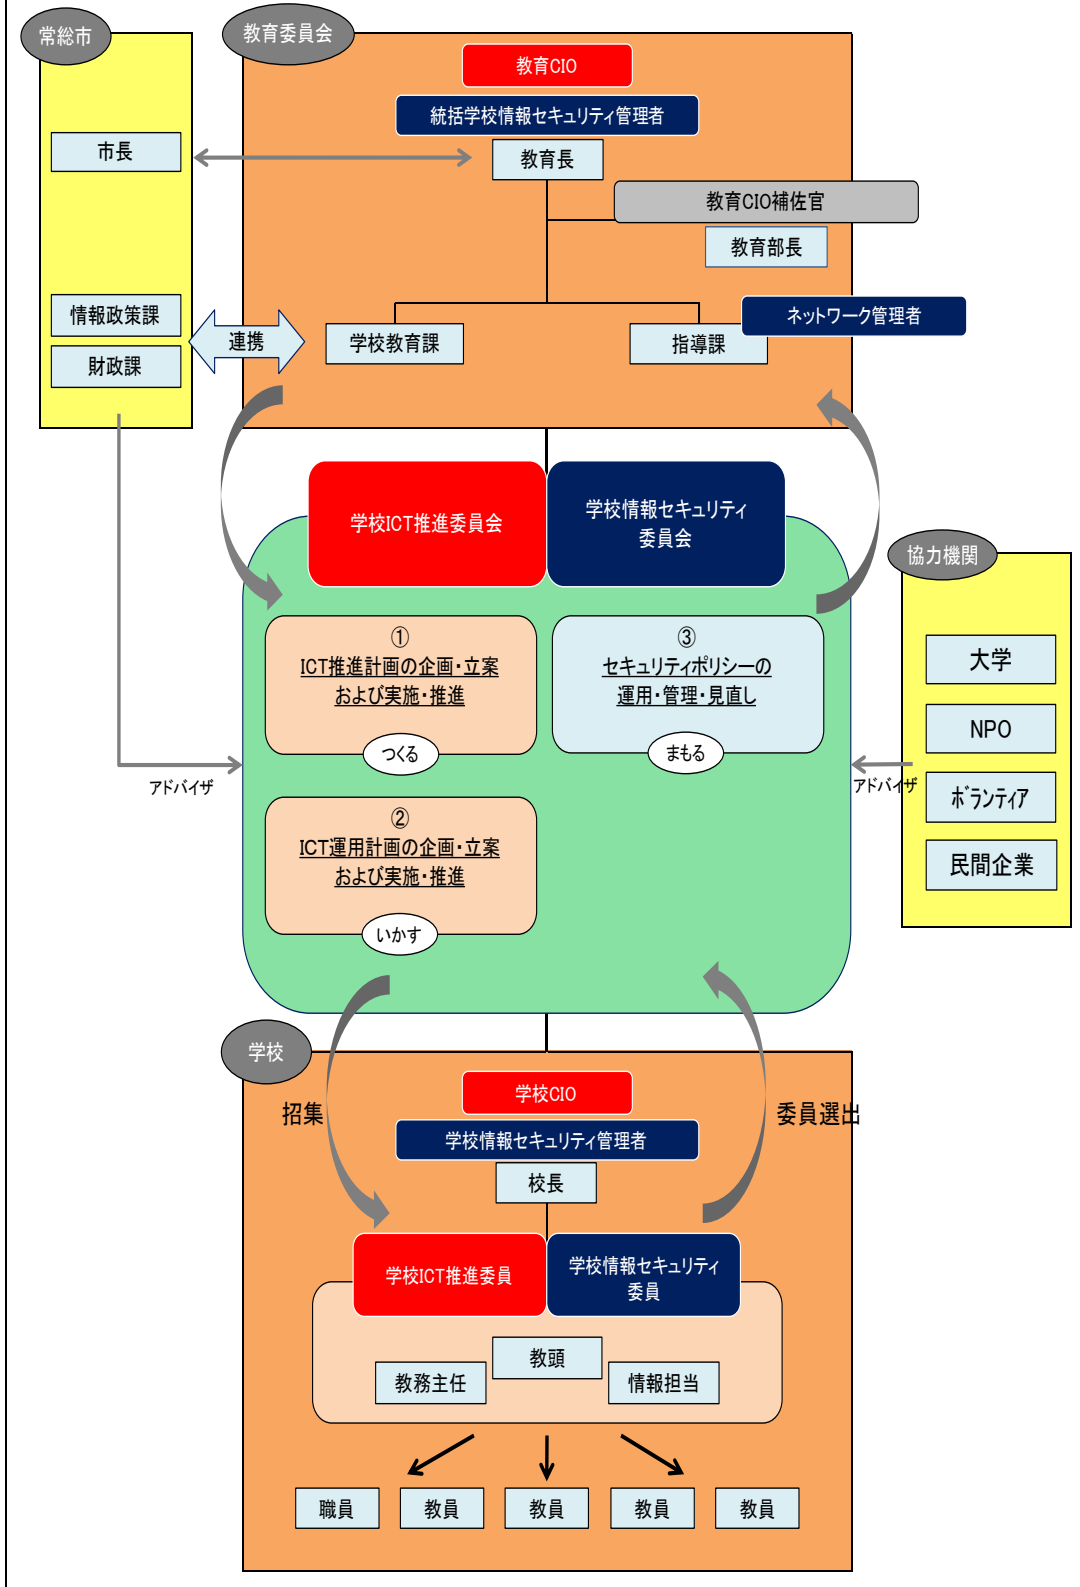 常総市
教育委員会
教育CIO
統括学校情報セキュリティ管理者
市長
教育長
教育CIO補佐官
教育部長
情報政策課
財政課
連携
学校教育課
指導課
ネットワーク管理者
学校ICT推進委員会
学校情報セキュリティ
委員会
協力機関
①
ICT推進計画の企画・立案
および実施・推進
つくる
③
セキュリティポリシーの
運用・管理・見直し
まもる
大学
NPO
ボランティア
民間企業
アドバイザ
アドバイザ
②
ICT運用計画の企画・立案
および実施・推進
いかす
学校
学校CIO
招集
委員選出
学校情報セキュリティ管理者
校長
学校ICT推進委員
学校情報セキュリティ
委員
教頭
教務主任
情報担当
職員
教員
教員
教員
教員